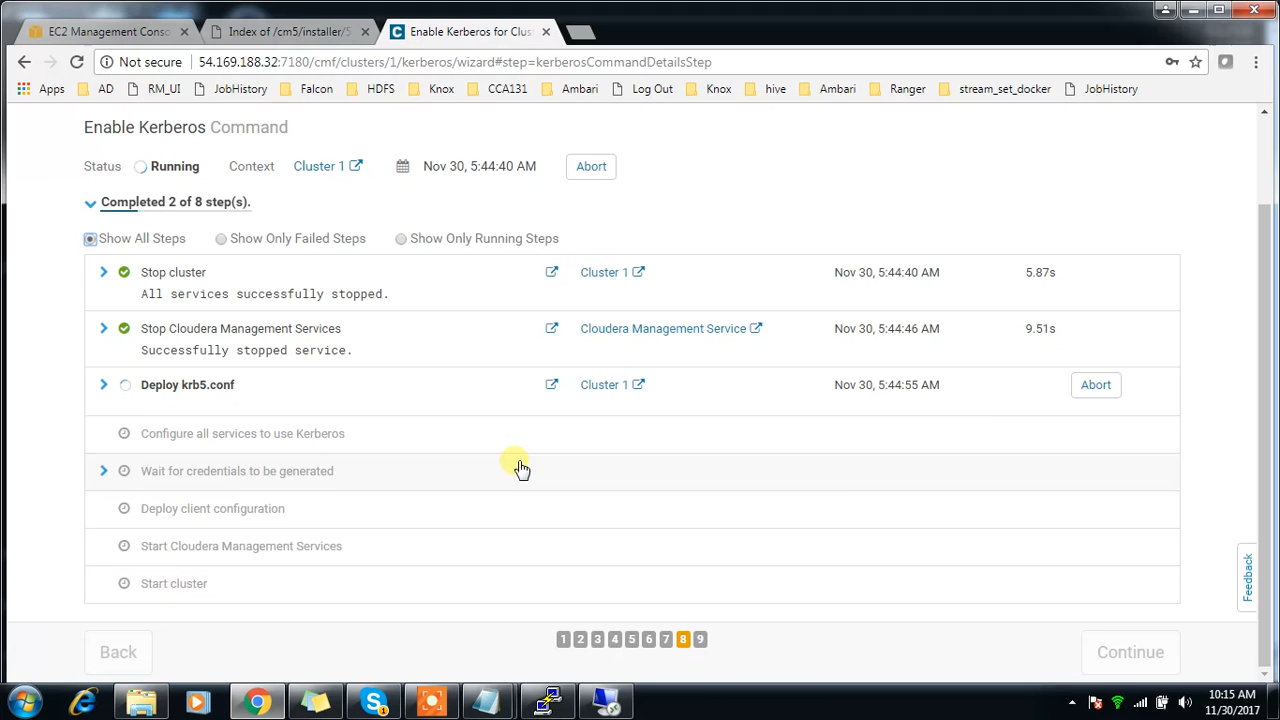 EC2 Management Conso
Index of /cm5/installer/5
Enable Kerberos for Clus
Not secure
54.169.188.32:7180/cmf/clusters/1/kerberos/wizard#step=kerberosCommandDetailsStep
Apps
AD
RM_UI
JobHistory
Falcon
HDFS
Knox
CCA131
Ambari
Log Out
Knox
hive
Ambari
Ranger
stream_set_docker
JobHistory
Enable Kerberos Command
Status Running Context Cluster 1 Nov 30, 5:44:40 AM Abort
Completed 2 of 8 step(s).
Show All Steps Show Only Failed Steps Show Only Running Steps
Stop cluster Cluster 1 Nov 30, 5:44:40 AM 5.87s
All services successfully stopped.
Stop Cloudera Management Services Cloudera Management Service Nov 30, 5:44:46 AM 9.51s
Successfully stopped service.
Deploy krb5.conf Cluster 1 Nov 30, 5:44:55 AM Abort
Configure all services to use Kerberos
Wait for credentials to be generated
Deploy client configuration
Start Cloudera Management Services
Start cluster
Feedback
Back
1 2 3 4 5 6 7 8 9
Continue
10:15 AM
11/30/2017